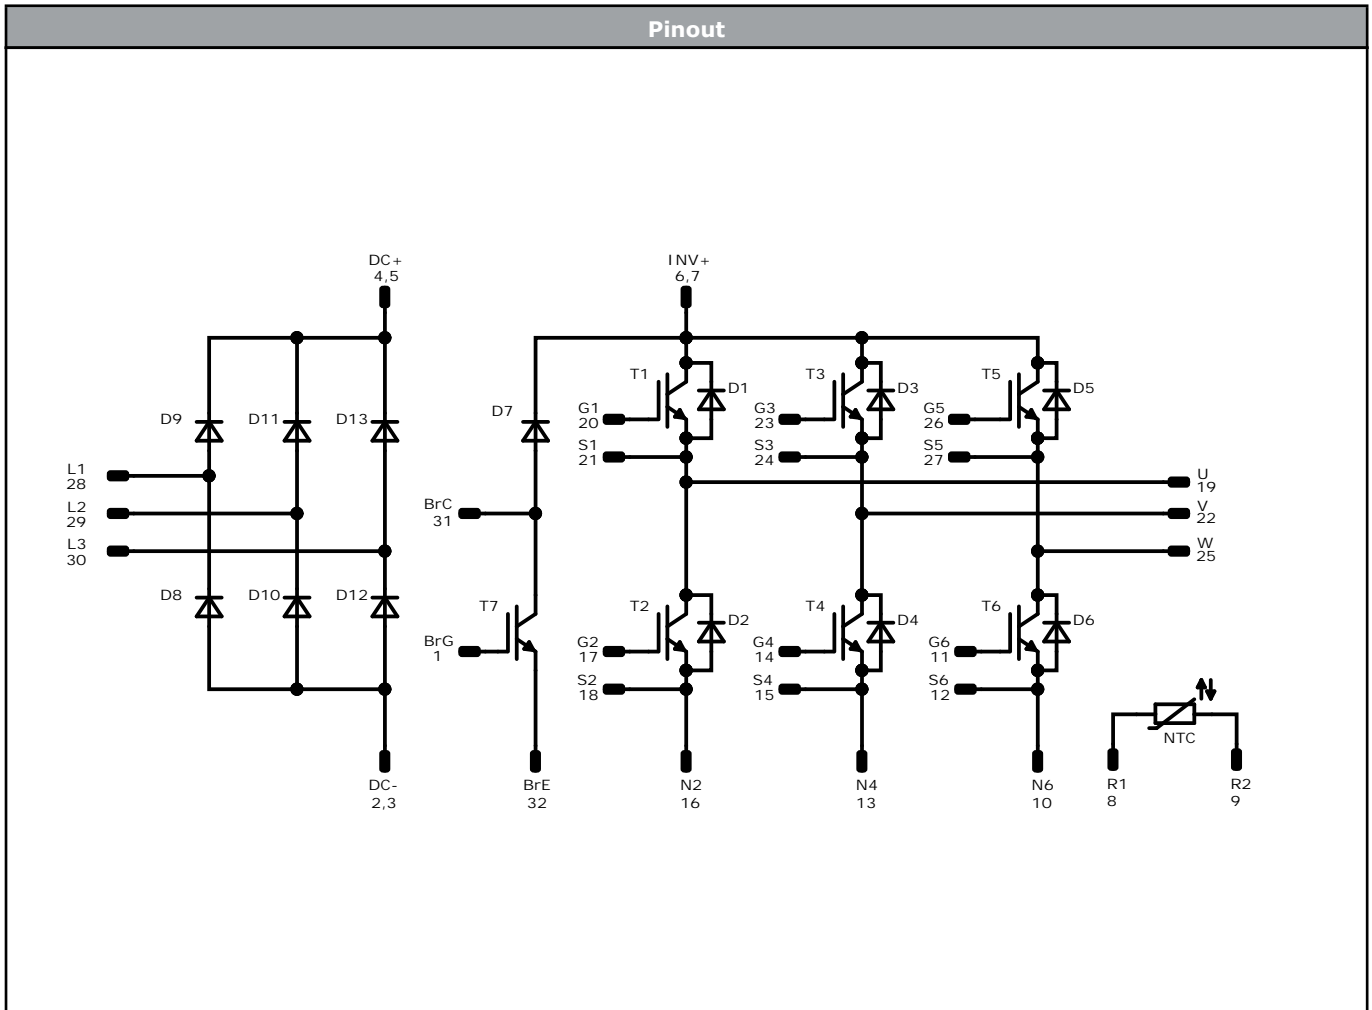 Pinout
DC+
4,5
INV+
6,7
T1
D1
T3
D3
T5
D5
D9
D11
D13
D7
G1
20
G3
23
G5
26
S1
21
S3
24
S5
27
L1
28
L2
29
L3
30
BrC
31
U
19
V
22
W
25
D8
D10
D12
T7
T2
D2
T4
D4
T6
D6
BrG
1
G2
17
G4
14
G6
11
S2
18
S4
15
S6
12
NTC
DC-
2,3
BrE
32
N2
16
N4
13
N6
10
R1
8
R2
9